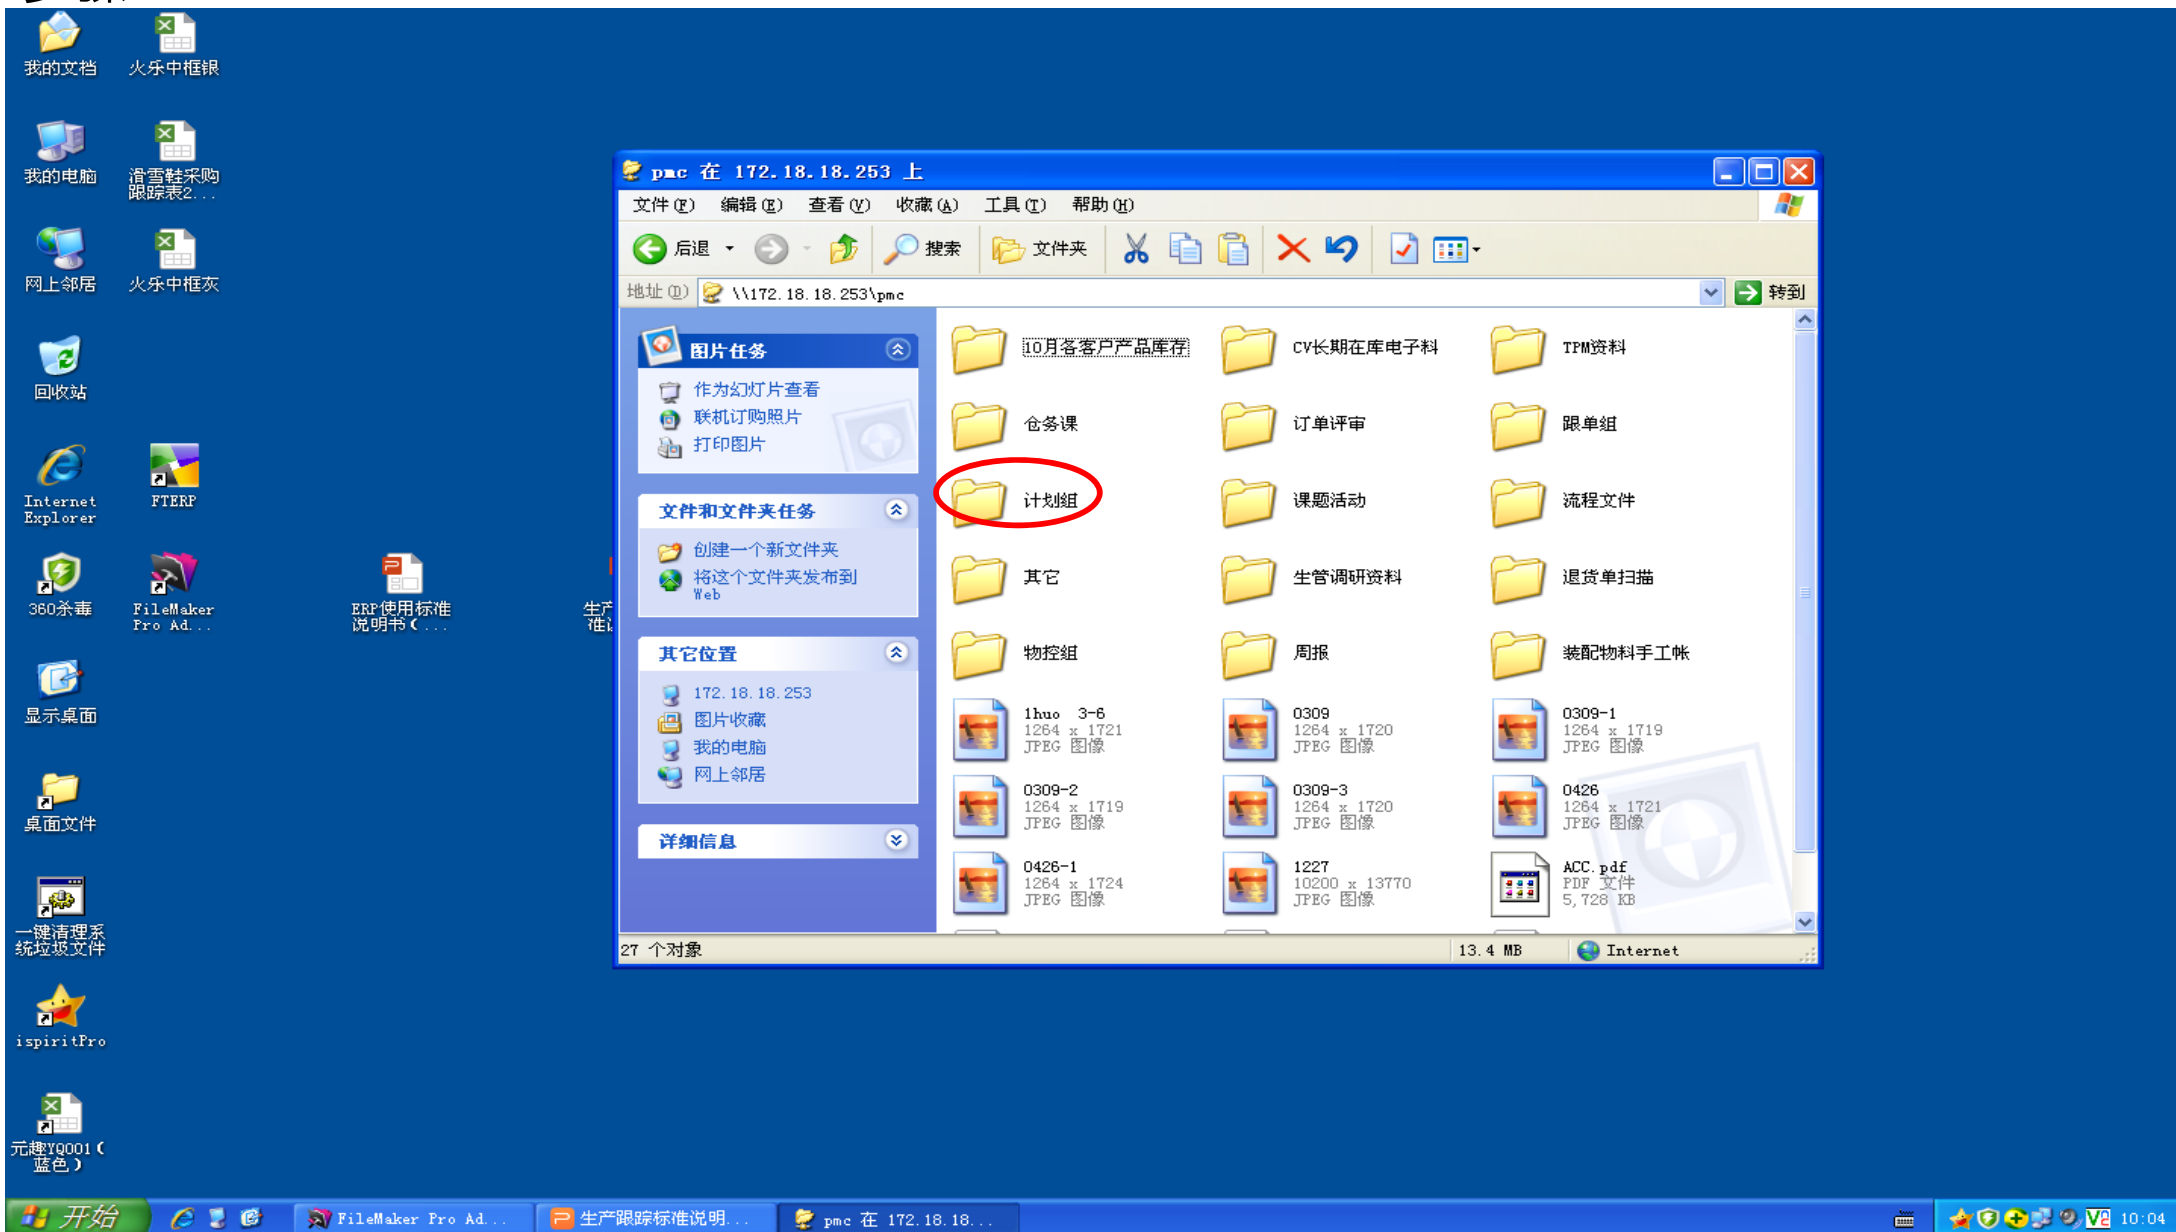 我的文档
火乐中框银
我的电脑
滑雪鞋采购
跟踪表2...
网上邻居
火乐中框灰
回收站
Internet
Explorer
FTERP
360杀毒
FileMaker
Pro Ad...
ERP使用标准
说明书(...
显示桌面
桌面文件
一键清理系
统垃圾文件
ispiritPro
元趣YQ001(
蓝色)
pmc 在 172.18.18.253 上
文件(F) 编辑(E) 查看(V) 收藏(A) 工具(T) 帮助(H)
后退 搜索 文件夹
地址(D) \\172.18.18.253\pmc 转到
图片任务
作为幻灯片查看
联机订购照片
打印图片
文件和文件夹任务
创建一个新文件夹
将这个文件夹发布到
Web
其它位置
172.18.18.253
图片收藏
我的电脑
网上邻居
详细信息
10月各客户产品库存
CV长期在库电子料
TPM资料
仓务课
订单评审
跟单组
计划组
课题活动
流程文件
其它
生管调研资料
退货单扫描
物控组
周报
装配物料手工帐
1huo 3-6
1264 x 1721
JPEG 图像
0309
1264 x 1720
JPEG 图像
0309-1
1264 x 1719
JPEG 图像
0309-2
1264 x 1719
JPEG 图像
0309-3
1264 x 1720
JPEG 图像
0426
1264 x 1721
JPEG 图像
0426-1
1264 x 1724
JPEG 图像
1227
10200 x 13770
JPEG 图像
ACC.pdf
PDF 文件
5,728 KB
27 个对象
13.4 MB
Internet
开始
FileMaker Pro Ad...
生产跟踪标准说明...
pmc 在 172.18.18...
10:04